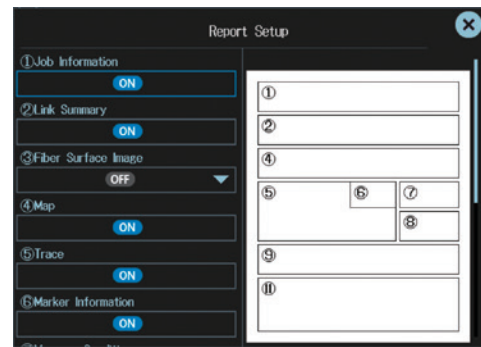 Report Setup
①Job Information
ON
②Link Summary
ON
③Fiber Surface Image
OFF
④Map
ON
⑤Trace
ON
⑥Marker Information
ON
①
②
④
⑤ ⑥ ⑦
⑧
⑨
⑪